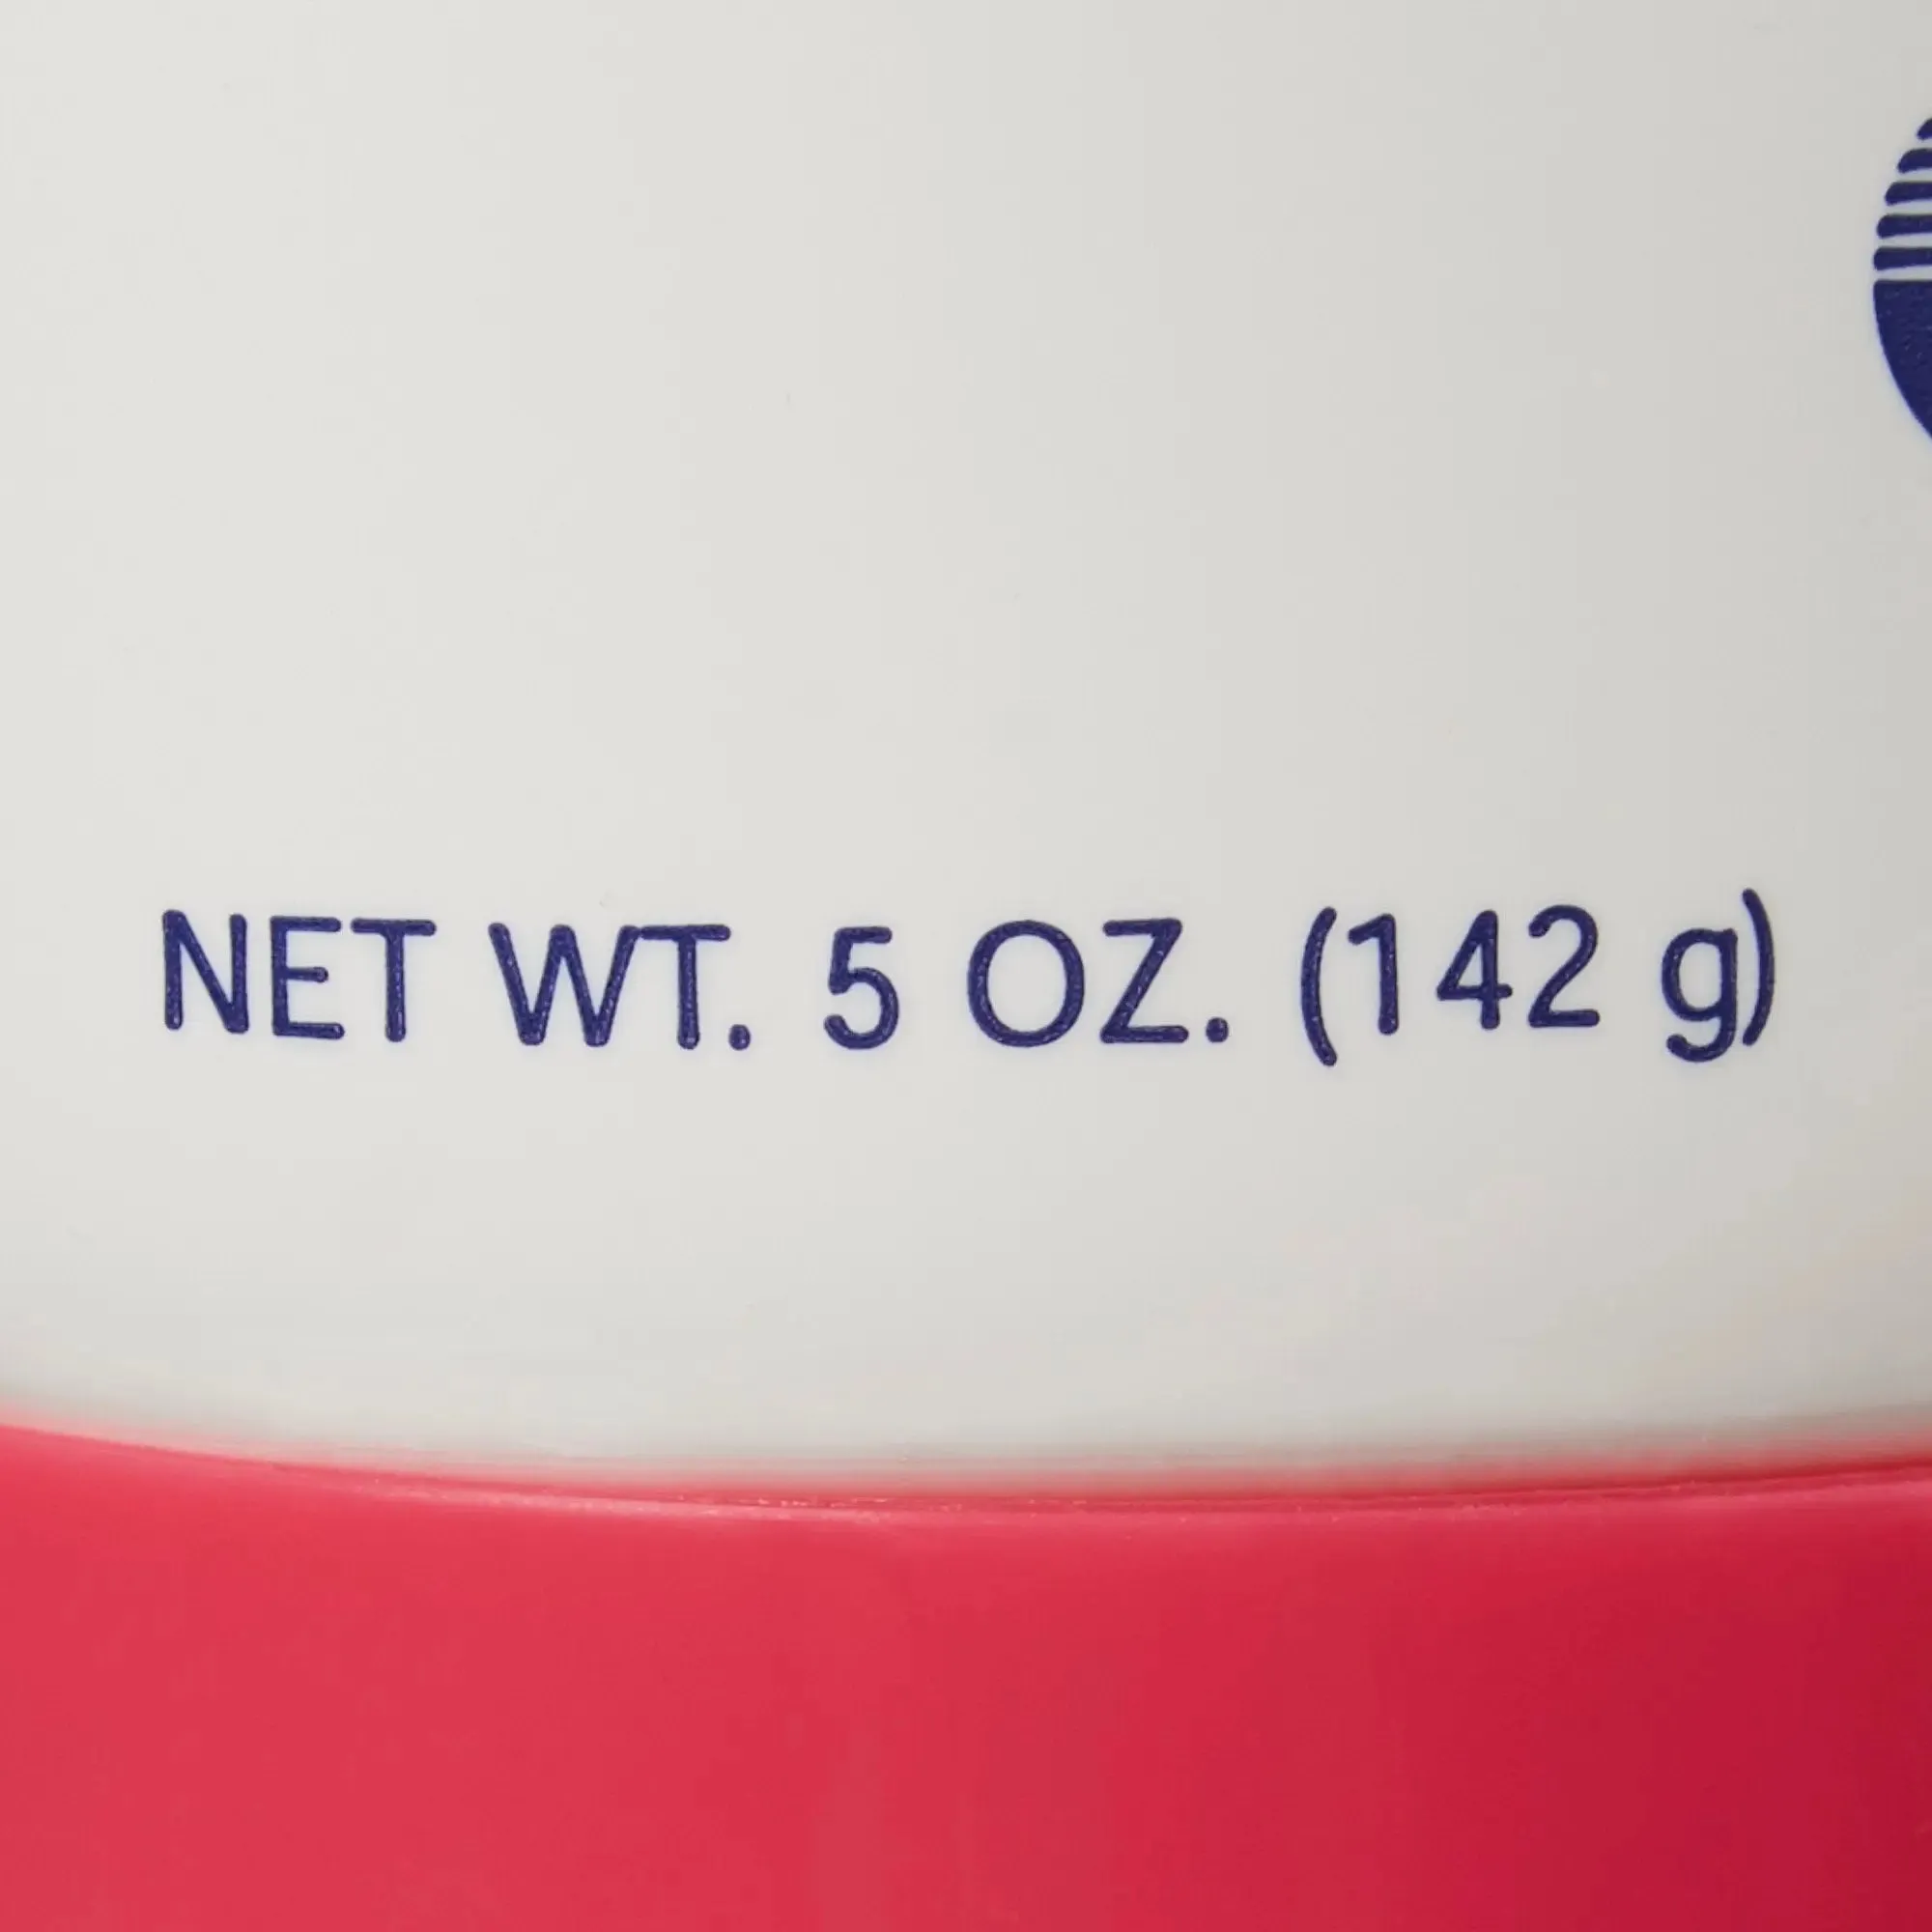 NET WT. 5 OZ. (142 g)